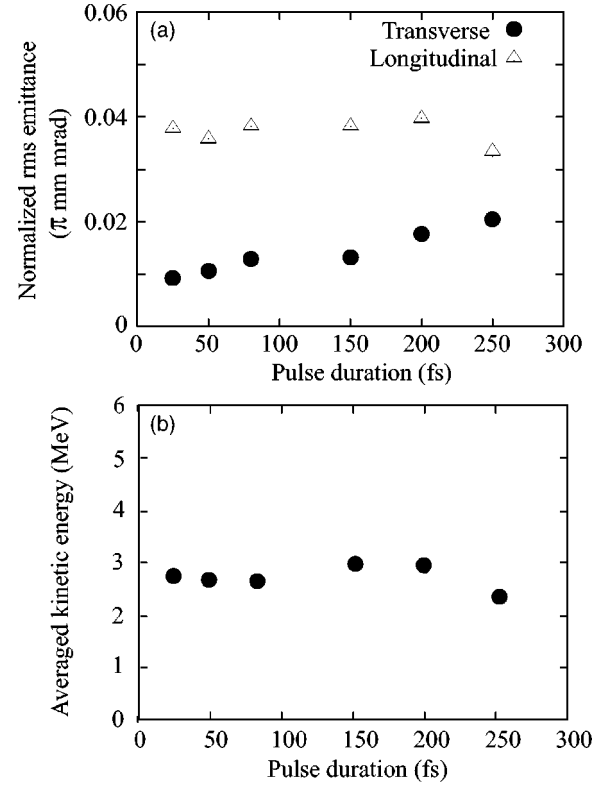 0.06
(a)
Transverse
Longitudinal
Normalized rms emittance
(π mm mrad)
0.04
0.02
0
0 50 100 150 200 250 300
Pulse duration (fs)
6
(b)
Averaged kinetic energy (MeV)
5
4
3
2
1
0
0 50 100 150 200 250 300
Pulse duration (fs)